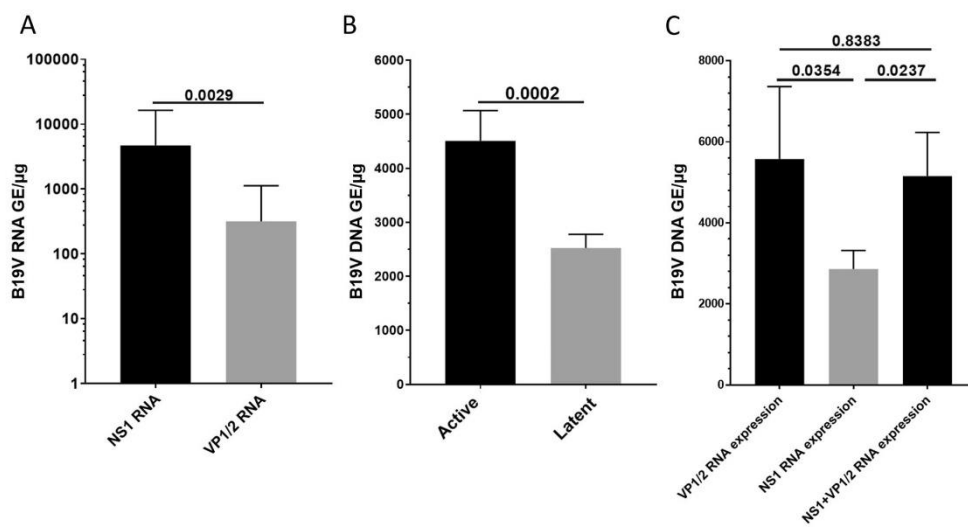 A
B19V RNA GE/µg
100000
10000
1000
100
10
1
0.0029
NS1 RNA
VP1/2 RNA
B
B19V DNA GE/µg
6000
5000
4000
3000
2000
1000
0
0.0002
Active
Latent
C
B19V DNA GE/µg
8000
6000
4000
2000
0
0.8383
0.0354
0.0237
VP1/2 RNA expression
NS1 RNA expression
NS1+VP1/2 RNA expression